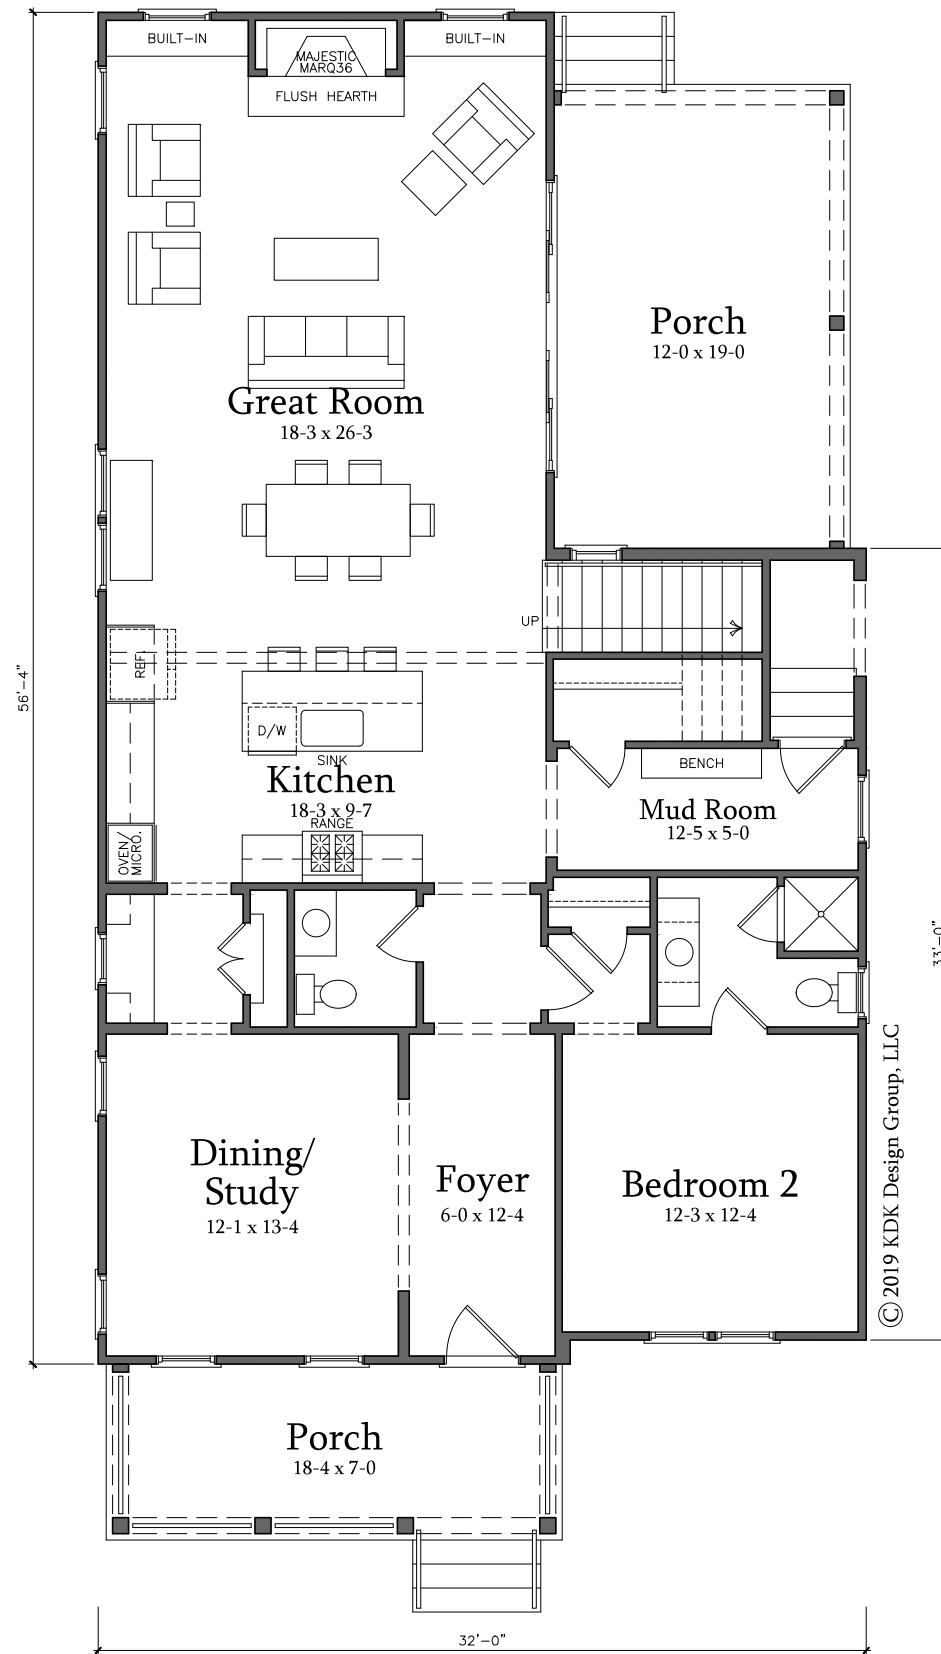 BUILT-IN
BUILT-IN
MAJESTIC
MARQ36
FLUSH HEARTH
Porch
12-0 x 19-0
Great Room
18-3 x 26-3
UP
REF.
56'-4"
D/W
SINK
Kitchen
18-3 x 9-7
RANGE
BENCH
Mud Room
12-5 x 5-0
OVEN/
MICRO.
33'-0"
Dining/
Study
12-1 x 13-4
Foyer
6-0 x 12-4
Bedroom 2
12-3 x 12-4
© 2019 KDK Design Group, LLC
Porch
18-4 x 7-0
32'-0"